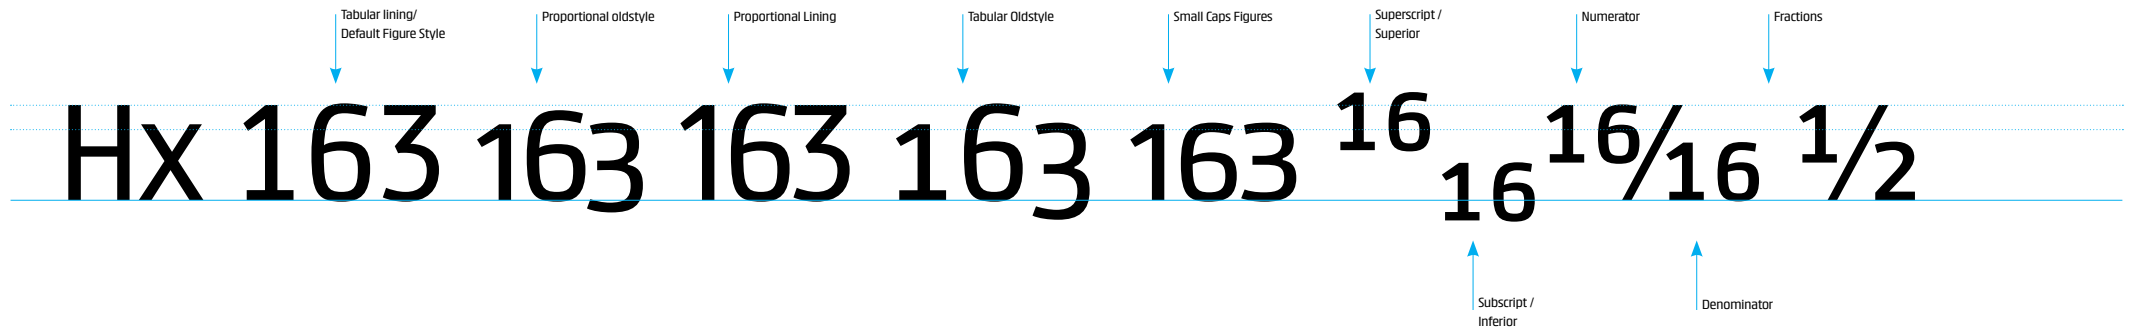 Tabular lining/
Default Figure Style
Proportional oldstyle
Proportional Lining
Tabular Oldstyle
Small Caps Figures
Superscript /
Superior
Numerator
Fractions
Hx 163 163 163 163 163 16 16 16/16 1/2
Subscript /
Inferior
Denominator